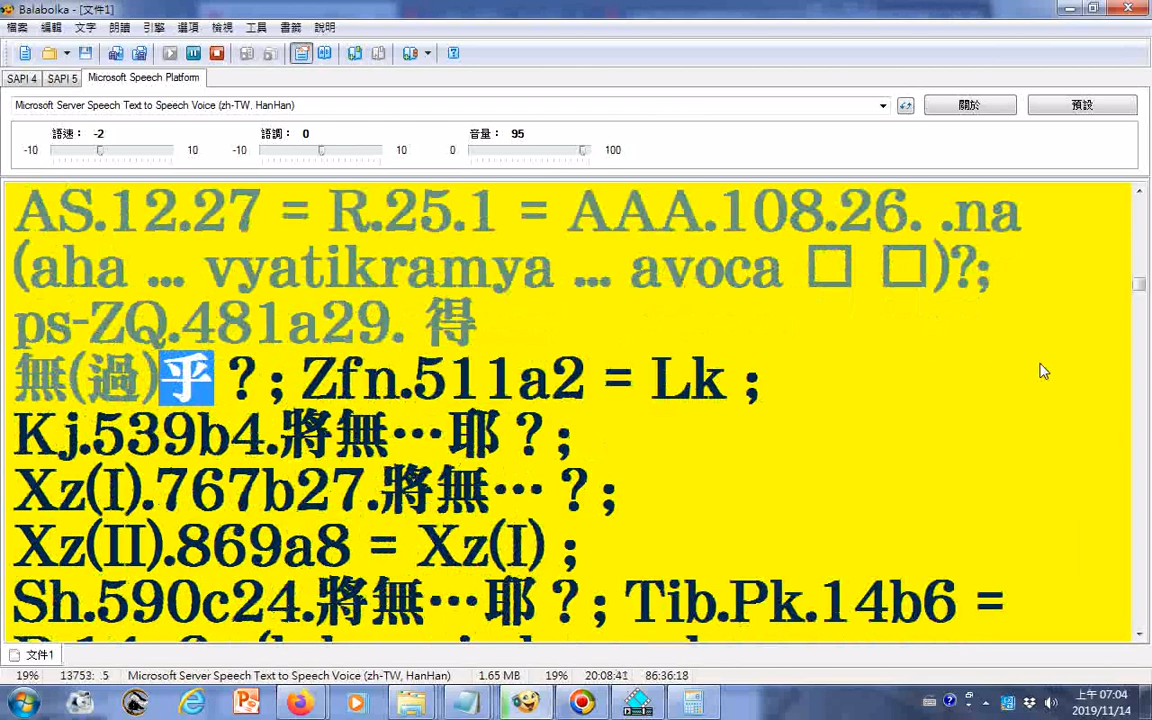 Balabolka - [文件1]
檔案 編輯 文字 朗讀 引擎 選項 檢視 工具 書籤 說明
SAPI 4 SAPI 5 Microsoft Speech Platform
Microsoft Server Speech Text to Speech Voice (zh-TW, HanHan) 關於 預設
語速： -2 語調： 0 音量： 95
-10 10 -10 10 0 100
AS.12.27 = R.25.1 = AAA.108.26. .na
(aha ... vyatikramya ... avoca □ □)?;
ps-ZQ.481a29. 得
無(過)乎？; Zfn.511a2 = Lk；
Kj.539b4.將無…耶？;
Xz(I).767b27.將無…？;
Xz(II).869a8 = Xz(I)；
Sh.590c24.將無…耶？; Tib.Pk.14b6 =
文件1
19% 13753: .5 Microsoft Server Speech Text to Speech Voice (zh-TW, HanHan) 1.65 MB 19% 20:08:41 86:36:18
上午 07:04
2019/11/14